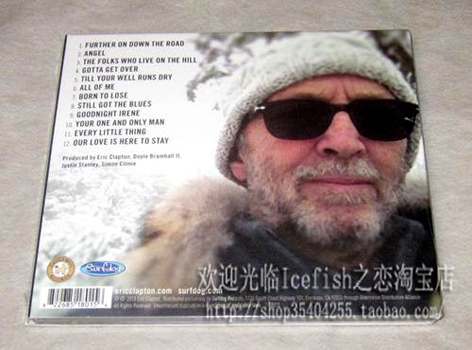 1. FURTHER ON DOWN THE ROAD
2. ANGEL
3. THE FOLKS WHO LIVE ON THE HILL
4. GOTTA GET OVER
5. TILL YOUR WELL RUNS DRY
6. ALL OF ME
7. BORN TO LOSE
8. STILL GOT THE BLUES
9. GOODNIGHT IRENE
10. YOUR ONE AND ONLY MAN
11. EVERY LITTLE THING
12. OUR LOVE IS HERE TO STAY
Produced by Eric Clapton, Doyle Bramhall II,
Justin Stanley, Simon Climie
Surfdog
欢迎光临Icefish之恋淘宝店
ericclapton.com surfdog.com
http://shop35404255.taobao.com/